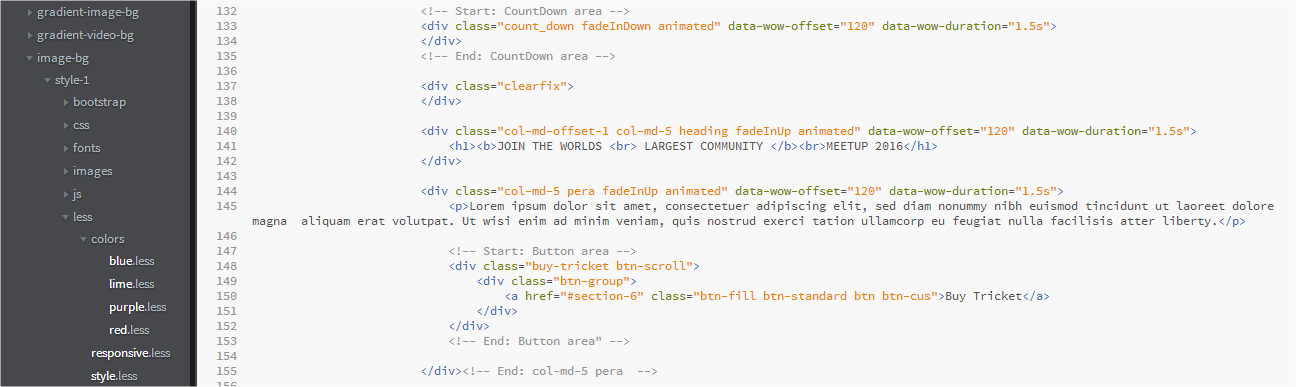 gradient-image-bg
gradient-video-bg
image-bg
style-1
bootstrap
css
fonts
images
js
less
colors
blue.less
lime.less
purple.less
red.less
responsive.less
style.less
132 <!-- Start: CountDown area -->
133 <div class="count_down fadeInDown animated" data-wow-offset="120" data-wow-duration="1.5s">
134 </div>
135 <!-- End: CountDown area -->
136
137 <div class="clearfix">
138 </div>
139
140 <div class="col-md-offset-1 col-md-5 heading fadeInUp animated" data-wow-offset="120" data-wow-duration="1.5s">
141 <h1><b>JOIN THE WORLDS <br> LARGEST COMMUNITY </b><br>MEETUP 2016</h1>
142 </div>
143
144 <div class="col-md-5 pera fadeInUp animated" data-wow-offset="120" data-wow-duration="1.5s">
145 <p>Lorem ipsum dolor sit amet, consectetuer adipiscing elit, sed diam nonummy nibh euismod tincidunt ut laoreet dolore
magna  aliquam erat volutpat. Ut wisi enim ad minim veniam, quis nostrud exerci tation ullamcorp eu feugiat nulla facilisis atter liberty.</p>
146
147 <!-- Start: Button area -->
148 <div class="buy-tricket btn-scroll">
149 <div class="btn-group">
150 <a href="#section-6" class="btn-fill btn-standard btn btn-cus">Buy Tricket</a>
151 </div>
152 </div>
153 <!-- End: Button area" -->
154
155 </div><!-- End: col-md-5 pera  -->
156